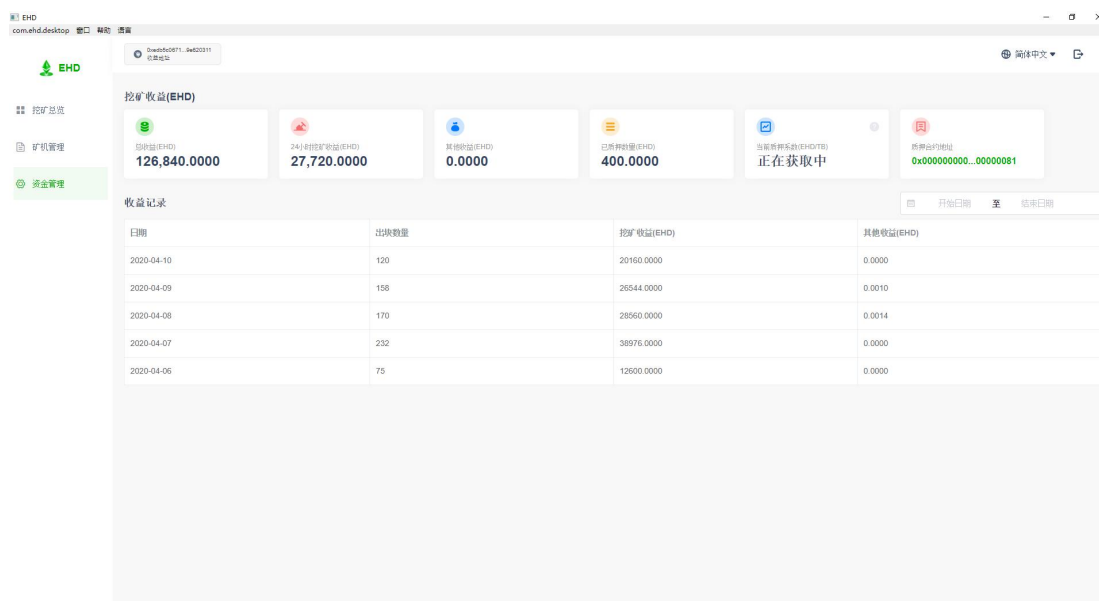 EHD
com.ehd.desktop 窗口 帮助 语言
EHD
0xedb5c0671...9e820311
收益地址
简体中文
挖矿总览
矿机管理
资金管理
挖矿收益(EHD)
总收益(EHD)
126,840.0000
24小时挖矿收益(EHD)
27,720.0000
其他收益(EHD)
0.0000
已质押数量(EHD)
400.0000
当前质押系数(EHD/TB)
正在获取中
质押合约地址
0x000000000...00000081
收益记录
开始日期 至 结束日期
日期 出块数量 挖矿收益(EHD) 其他收益(EHD)
2020-04-10 120 20160.0000 0.0000
2020-04-09 158 26544.0000 0.0010
2020-04-08 170 28560.0000 0.0014
2020-04-07 232 38976.0000 0.0000
2020-04-06 75 12600.0000 0.0000